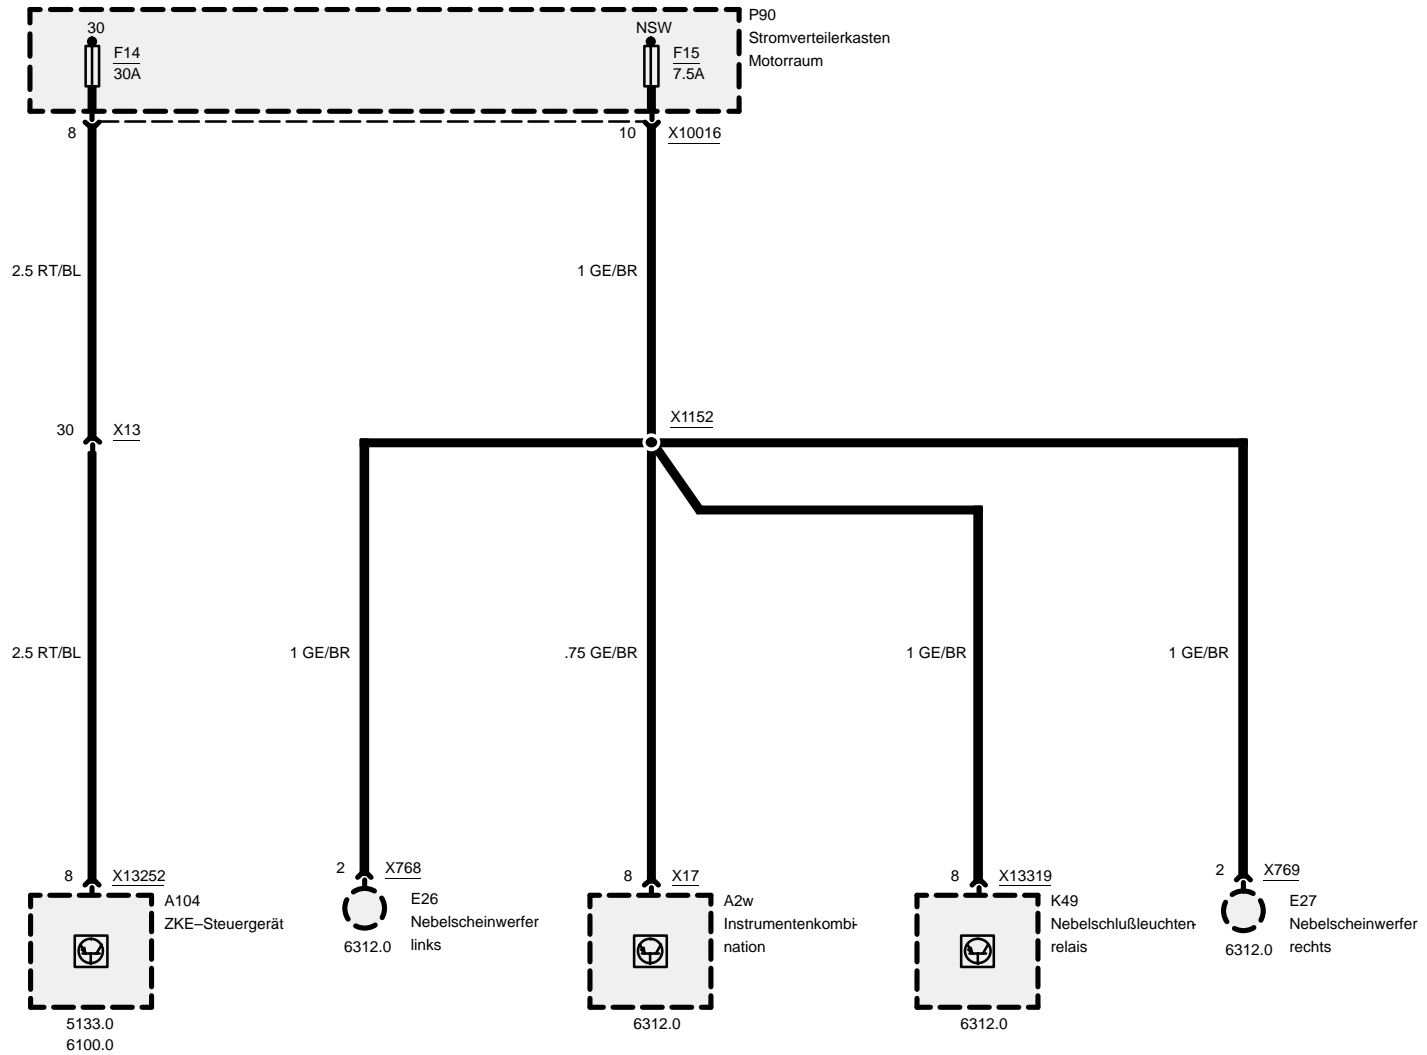 P90
Stromverteilerkasten
Motorraum
30
F14
30A
NSW
F15
7.5A
8
10
X10016
2.5 RT/BL
1 GE/BR
X1152
30
X13
2.5 RT/BL
1 GE/BR
.75 GE/BR
1 GE/BR
1 GE/BR
8
X13252
A104
ZKE–Steuergerät
5133.0
6100.0
2
X768
E26
Nebelscheinwerfer
links
6312.0
8
X17
A2w
Instrumentenkombi-
nation
6312.0
8
X13319
K49
Nebelschlußleuchten-
relais
6312.0
2
X769
E27
Nebelscheinwerfer
rechts
6312.0